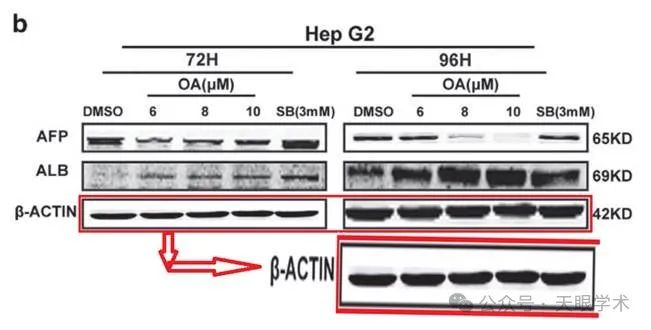 b
Hep G2
72H 96H
OA(μM) OA(μM)
DMSO 6 8 10 SB(3mM) DMSO 6 8 10 SB(3mM)
AFP 65KD
ALB 69KD
β-ACTIN 42KD
β-ACTIN
公众号 · 天眼学术